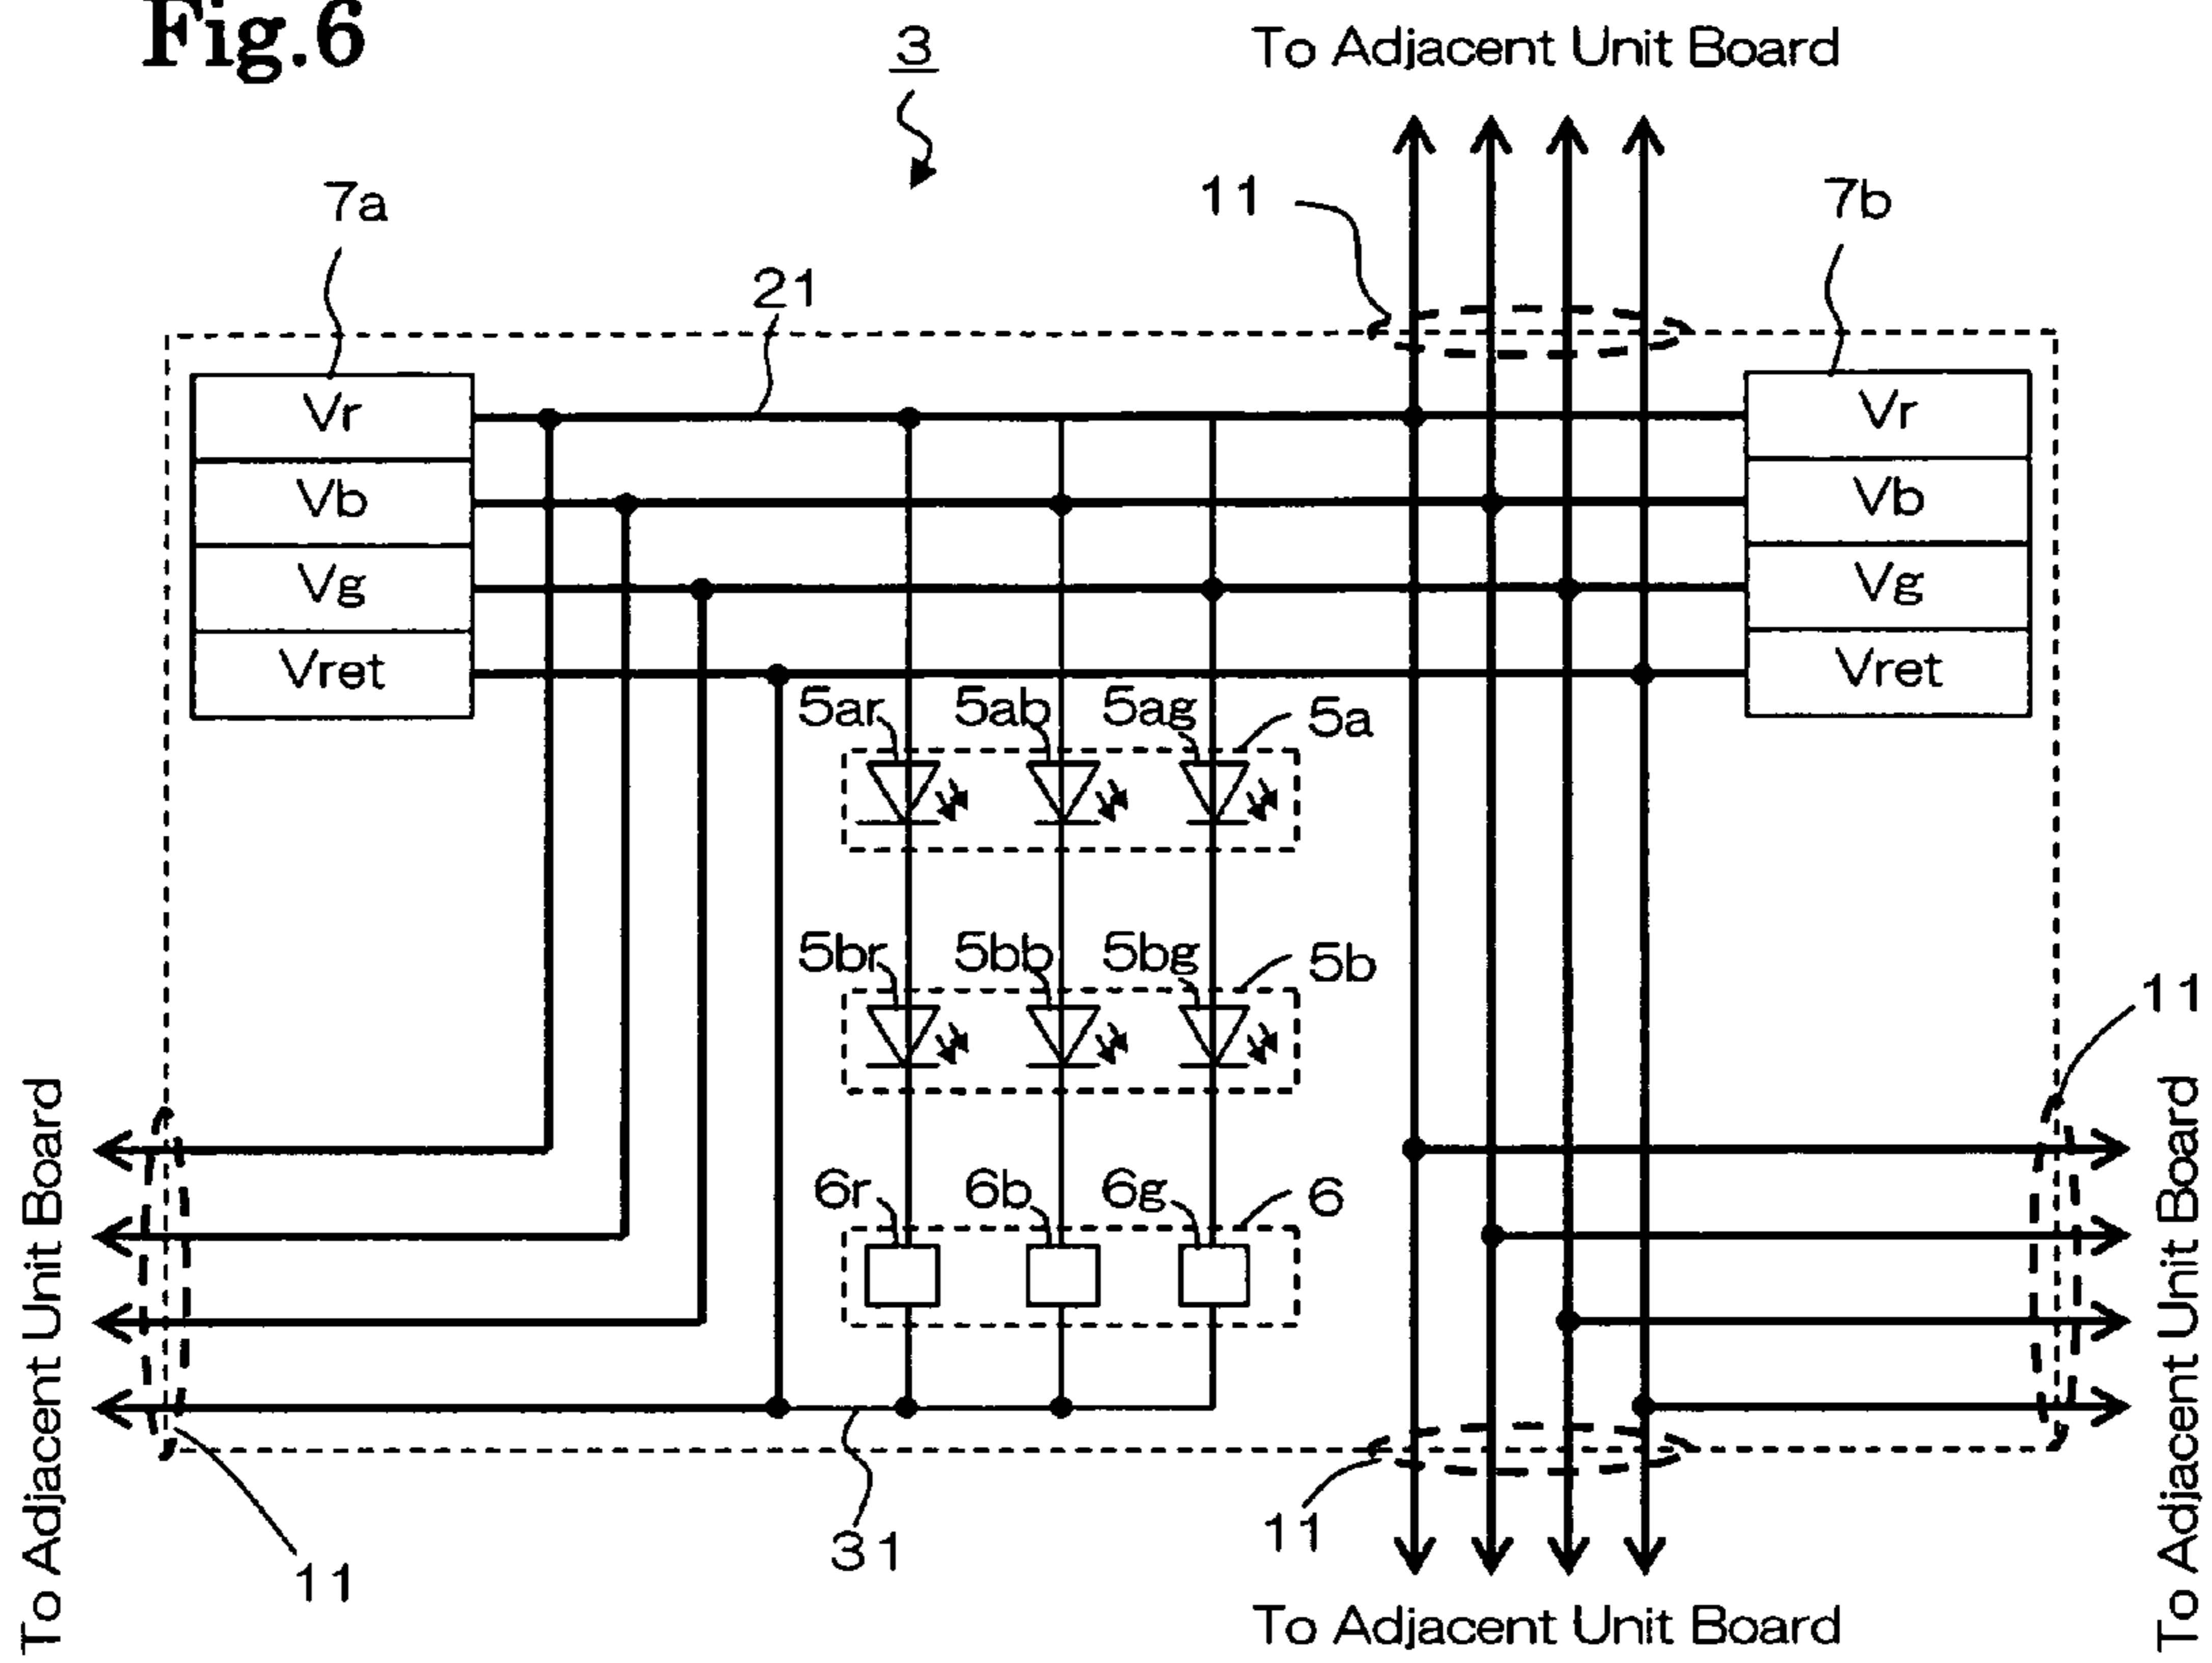 Fig.6
3
To Adjacent Unit Board
7a
11
7b
21
Vr
Vr
Vb
Vb
Vg
Vg
Vret
Vret
5ar
5ab
5ag
5a
5br
5bb
5bg
5b
11
6r
6b
6g
6
To Adjacent Unit Board
To Adjacent Unit Board
11
31
11
To Adjacent Unit Board